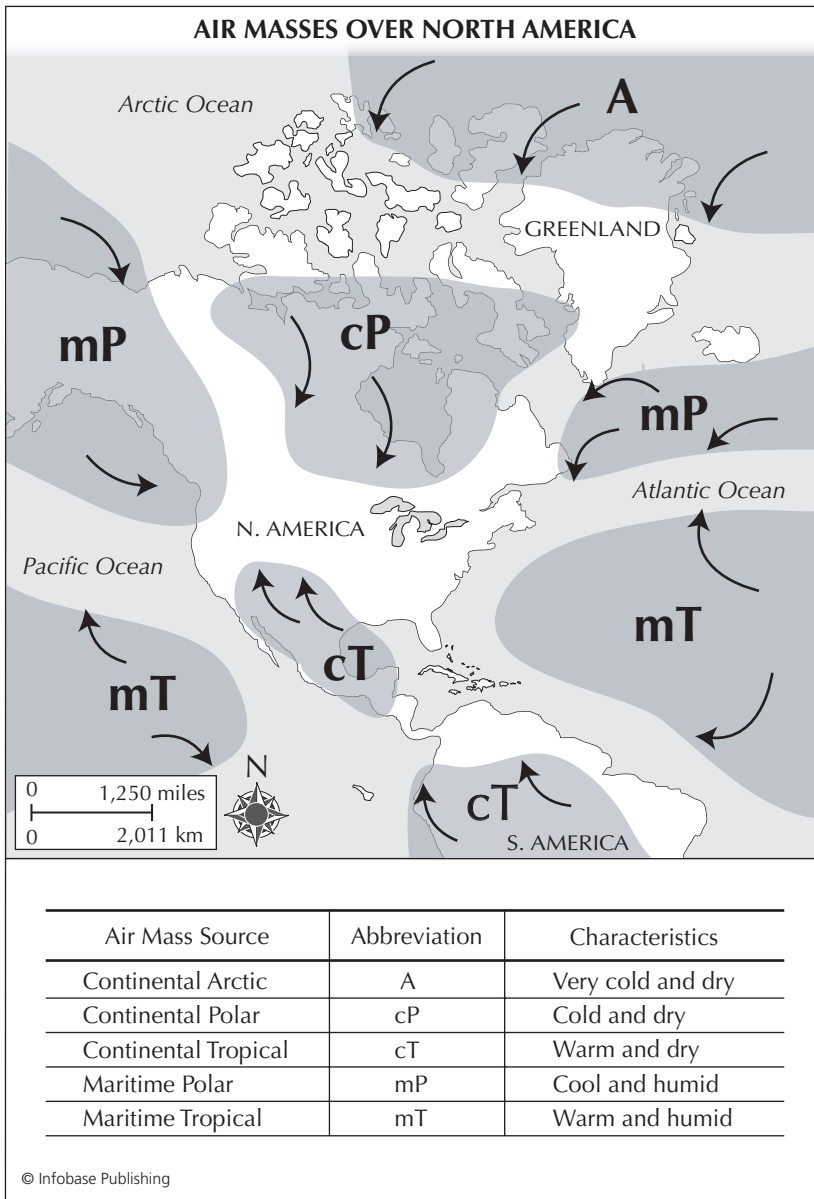 AIR MASSES OVER NORTH AMERICA
Arctic Ocean
A
GREENLAND
mP
cP
mP
Atlantic Ocean
N. AMERICA
Pacific Ocean
mT
cT
mT
N
0 1,250 miles
0 2,011 km
cT
S. AMERICA
Air Mass Source Abbreviation Characteristics
Continental Arctic A Very cold and dry
Continental Polar cP Cold and dry
Continental Tropical cT Warm and dry
Maritime Polar mP Cool and humid
Maritime Tropical mT Warm and humid
© Infobase Publishing